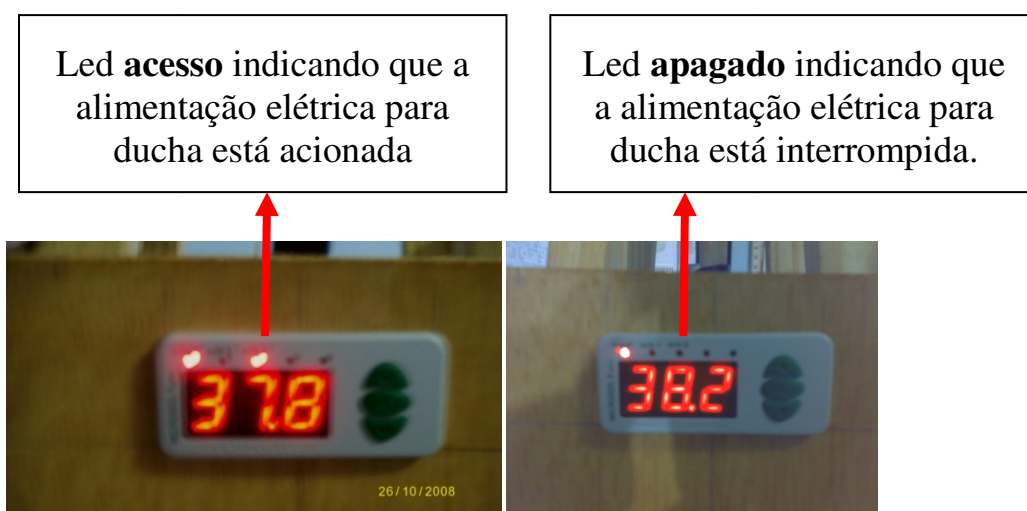 Led acesso indicando que a
alimentação elétrica para
ducha está acionada
Led apagado indicando que
a alimentação elétrica para
ducha está interrompida.
37.8
26/10/2008
38.2